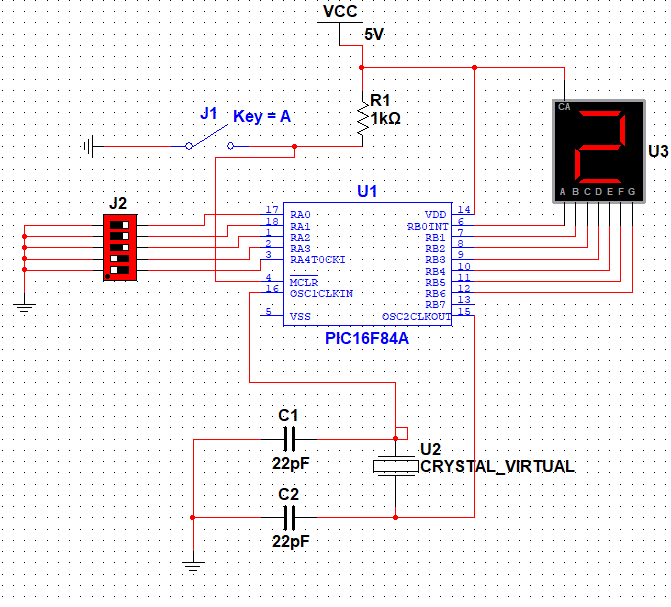 VCC
5V
R1
1kΩ
J1
Key = A
CA
U3
A B C D E F G
J2
U1
17 RA0
18 RA1
1 RA2
2 RA3
3 RA4T0CKI
4 MCLR
16 OSC1CLKIN
5 VSS
VDD 14
RB0INT 6
RB1 7
RB2 8
RB3 9
RB4 10
RB5 11
RB6 12
RB7 13
OSC2CLKOUT 15
PIC16F84A
C1
22pF
U2
CRYSTAL_VIRTUAL
C2
22pF
2